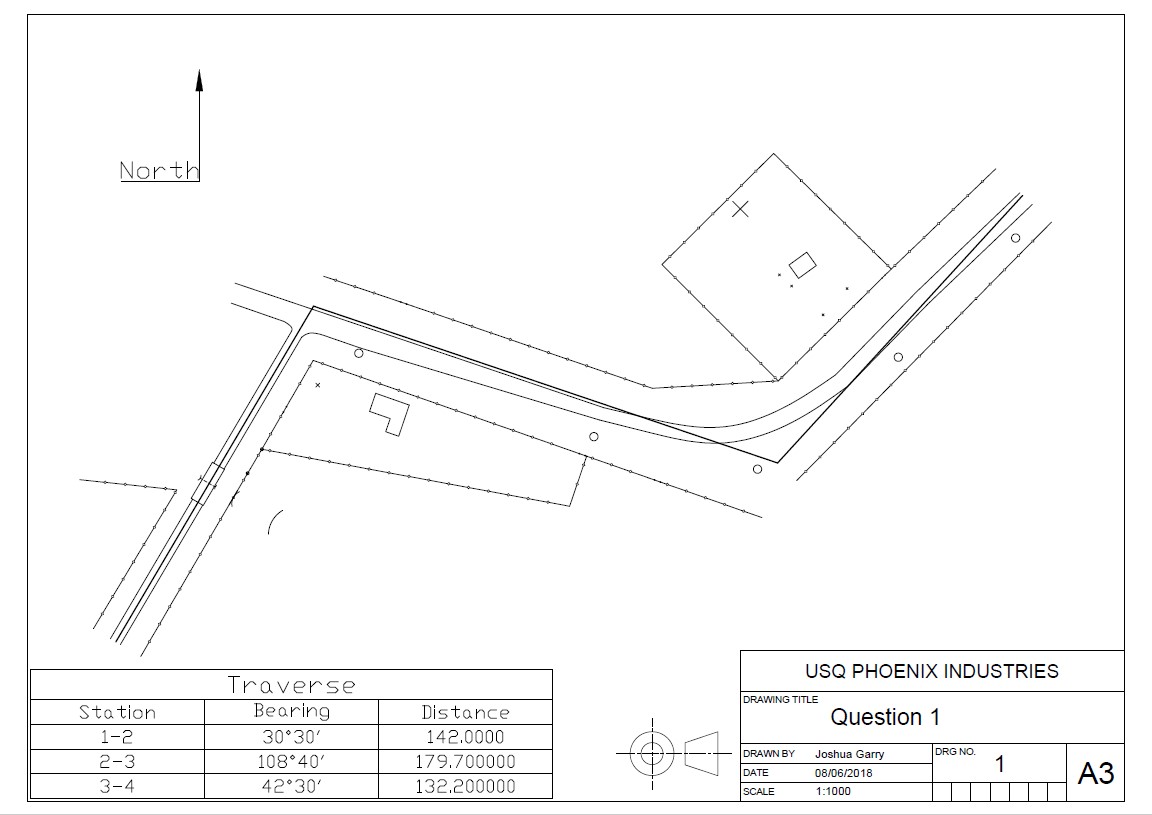 North
Traverse
Station Bearing Distance
1-2 30°30' 142.0000
2-3 108°40' 179.700000
3-4 42°30' 132.200000
USQ PHOENIX INDUSTRIES
DRAWING TITLE
Question 1
DRAWN BY Joshua Garry
DATE 08/06/2018
SCALE 1:1000
DRG NO.
1
A3